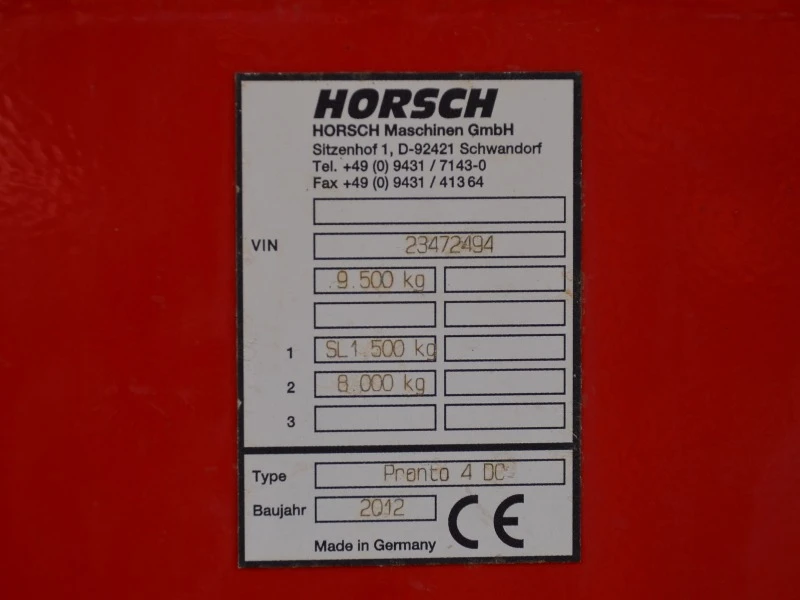 HORSCH
HORSCH Maschinen GmbH
Sitzenhof 1, D-92421 Schwandorf
Tel. +49 (0) 9431 / 7143-0
Fax +49 (0) 9431 / 413 64
VIN 23472494
9.500 kg
1 SL1.500 kg
2 8.000 kg
3
Type Pronto 4 DC
Baujahr 2012 CE
Made in Germany